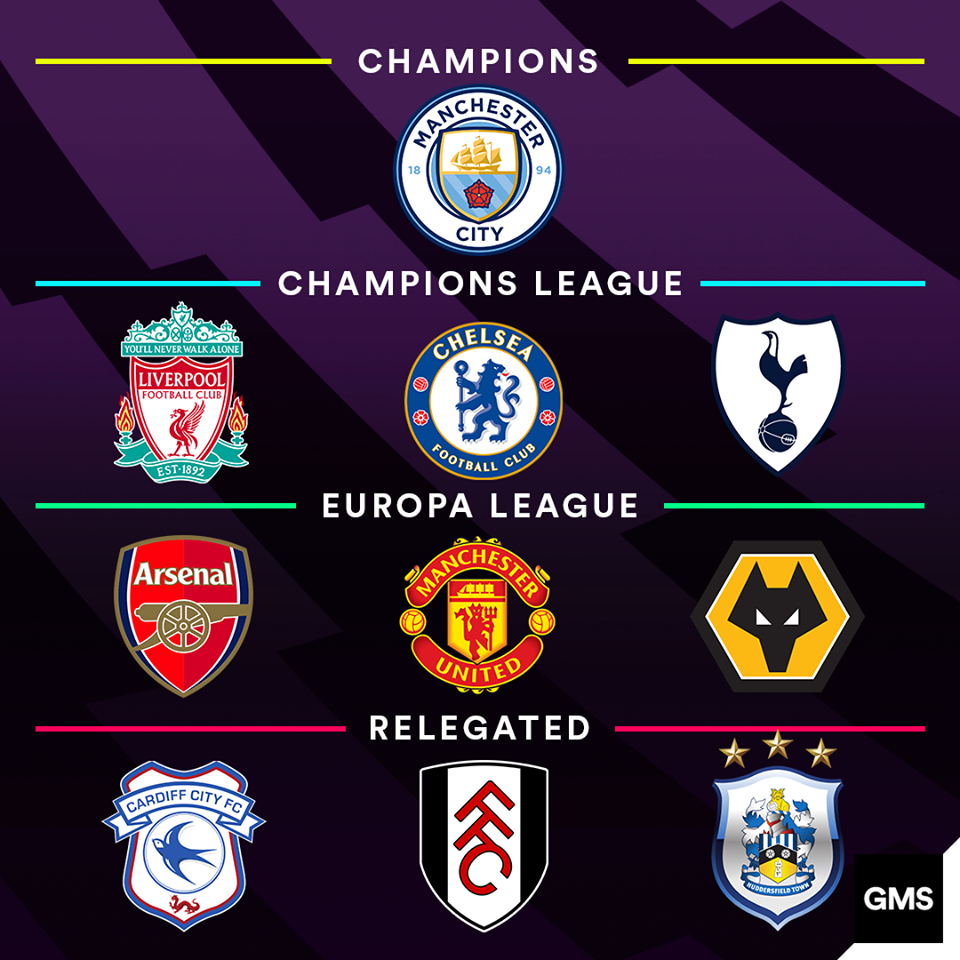 CHAMPIONS
MANCHESTER
18 94
CITY
CHAMPIONS LEAGUE
YOU'LL NEVER WALK ALONE
LIVERPOOL
FOOTBALL CLUB
EST·1892
CHELSEA
FOOTBALL CLUB
EUROPA LEAGUE
Arsenal
MANCHESTER
UNITED
RELEGATED
CARDIFF CITY FC
FFC
HUDDERSFIELD TOWN
GMS